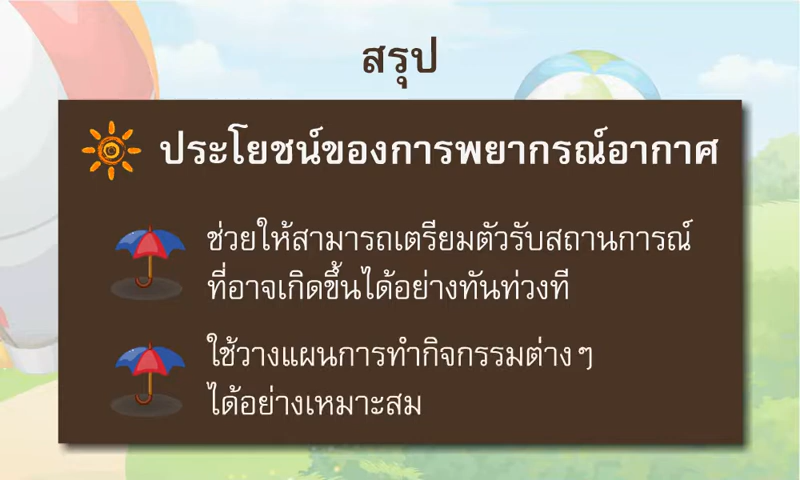 สรุป
ประโยชน์ของการพยากรณ์อากาศ
ช่วยให้สามารถเตรียมตัวรับสถานการณ์
ที่อาจเกิดขึ้นได้อย่างทันท่วงที
ใช้วางแผนการทำกิจกรรมต่าง ๆ
ได้อย่างเหมาะสม